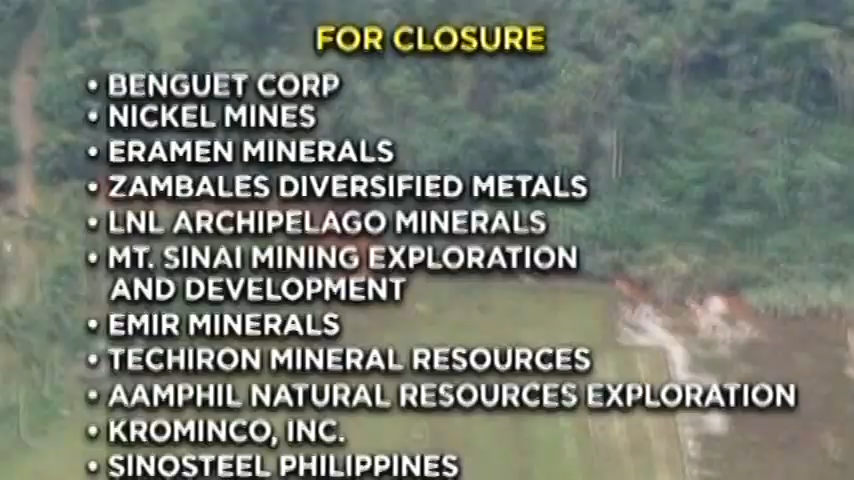 FOR CLOSURE
• BENGUET CORP
• NICKEL MINES
• ERAMEN MINERALS
• ZAMBALES DIVERSIFIED METALS
• LNL ARCHIPELAGO MINERALS
• MT. SINAI MINING EXPLORATION
AND DEVELOPMENT
• EMIR MINERALS
• TECHIRON MINERAL RESOURCES
• AAMPHIL NATURAL RESOURCES EXPLORATION
• KROMINCO, INC.
• SINOSTEEL PHILIPPINES